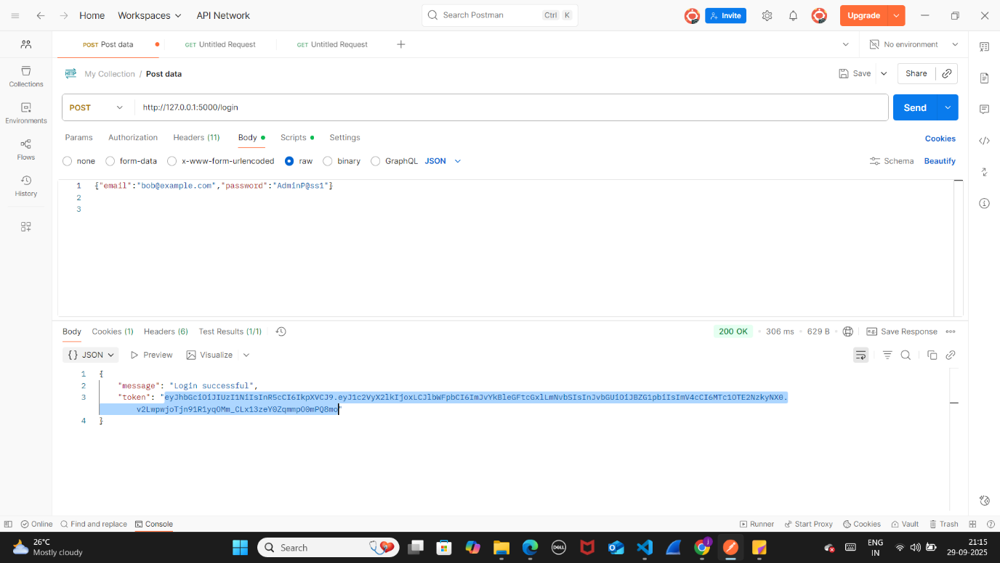 Home Workspaces API Network Search Postman Ctrl K Invite Upgrade
POST Post data GET Untitled Request GET Untitled Request No environment
HTTP My Collection / Post data Save Share
Collections
POST http://127.0.0.1:5000/login Send
Environments
Params Authorization Headers (11) Body Scripts Settings Cookies
Flows
none form-data x-www-form-urlencoded raw binary GraphQL JSON Schema Beautify
History
1 {"email":"bob@example.com","password":"AdminP@ss1"}
2
3
Body Cookies (1) Headers (6) Test Results (1/1) 200 OK 306 ms 629 B e.g. Save Response
{} JSON Preview Visualize
1 {
2 "message": "Login successful",
3 "token": "eyJhbGciOiJIUzI1NiIsInR5cCI6IkpXVCJ9.eyJ1c2VyX2lkIjoxLCJlbWFpbCI6ImJvYkBleGFtcGxlLmNvbSIsInJvbGUiOiJBZG1pbiIsImV4cCI6MTc1OTE2NzkyNX0.
v2LwpwjoTjn91R1yqOMm_CLx13zeY0ZqmmpO0mPQ8mo"
4 }
Online Find and replace Console Runner Start Proxy Cookies Vault Trash
26°C
Mostly cloudy
Search
DELL
ENG
IN
21:15
29-09-2025